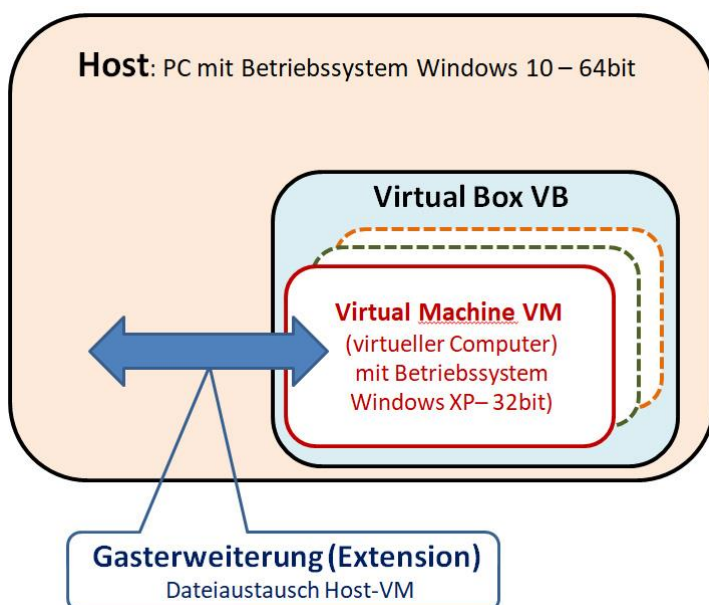 Host: PC mit Betriebssystem Windows 10 – 64bit
Virtual Box VB
Virtual Machine VM
(virtueller Computer)
mit Betriebssystem
Windows XP– 32bit)
Gasterweiterung (Extension)
Dateiaustausch Host-VM